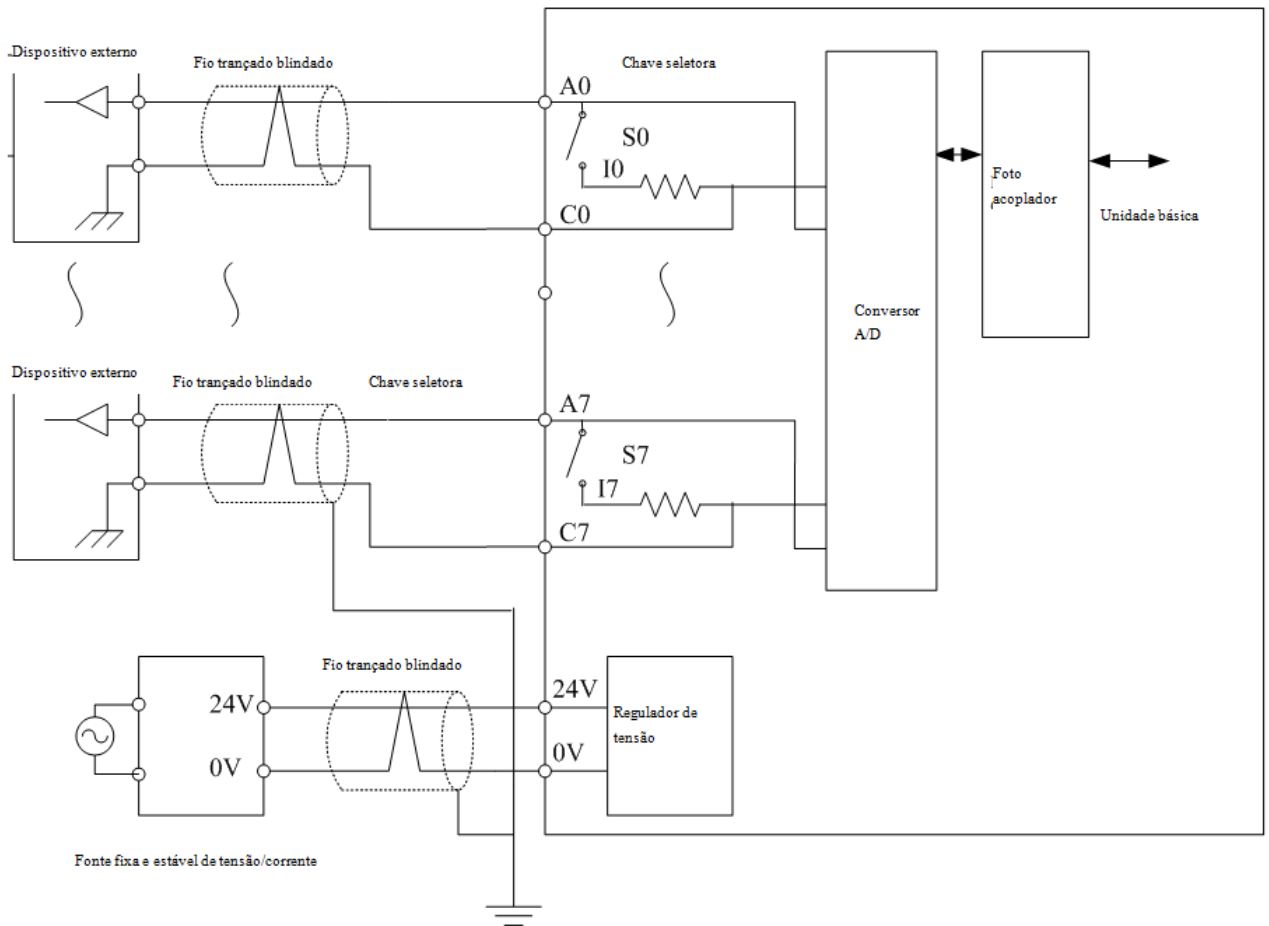 Dispositivo externo
Fio trançado blindado
Chave seletora
A0
S0
I0
C0
Foto
acoplador
Unidade básica
Conversor
A/D
Dispositivo externo
Fio trançado blindado
Chave seletora
A7
S7
I7
C7
Fio trançado blindado
24V
0V
24V
0V
Regulador de
tensão
Fonte fixa e estável de tensão/corrente